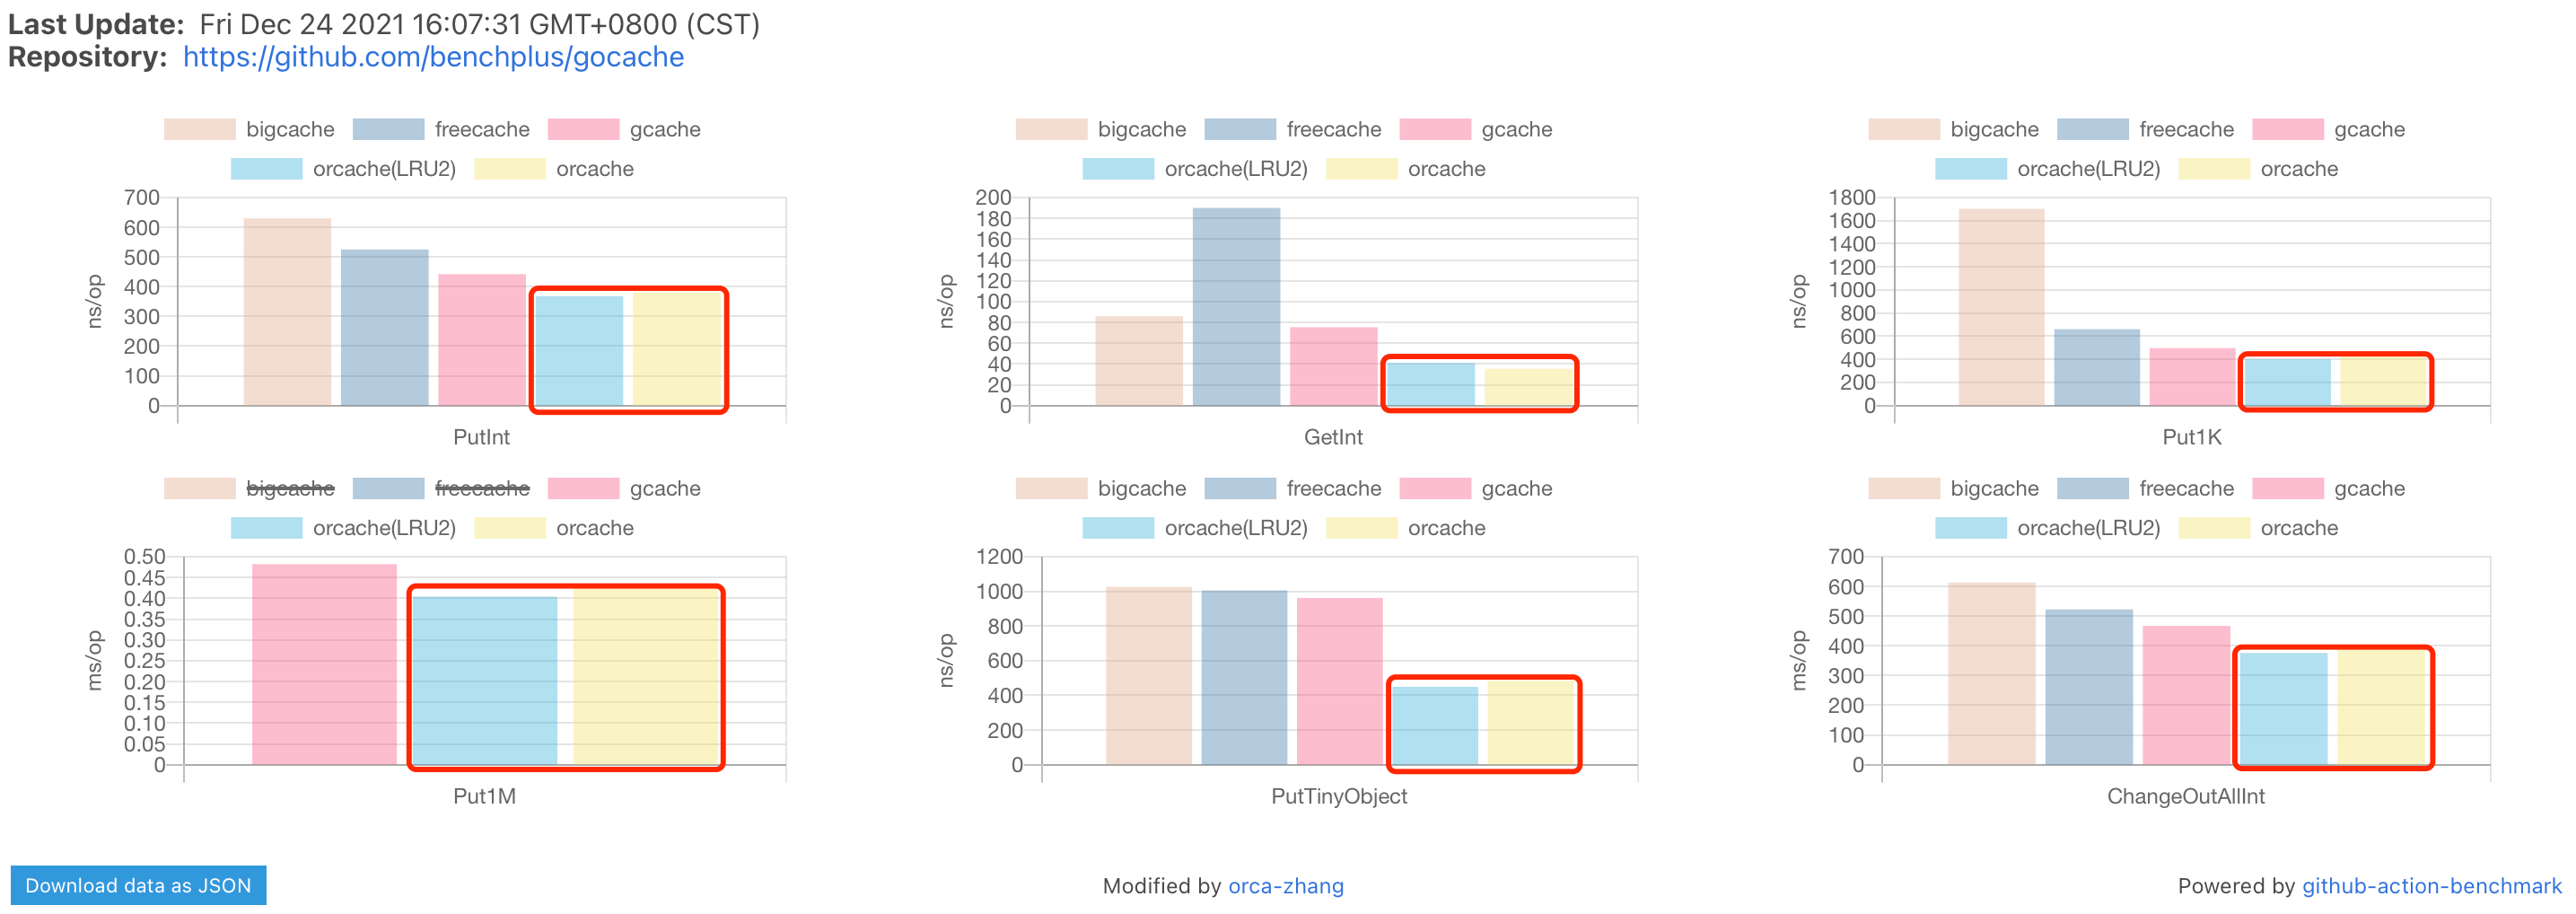 Last Update: Fri Dec 24 2021 16:07:31 GMT+0800 (CST)
Repository: https://github.com/benchplus/gocache
bigcache freecache gcache
orcache(LRU2) orcache
700
600
500
400
300
200
100
0
ns/op
PutInt
bigcache freecache gcache
orcache(LRU2) orcache
200
180
160
140
120
100
80
60
40
20
0
ns/op
GetInt
bigcache freecache gcache
orcache(LRU2) orcache
1800
1600
1400
1200
1000
800
600
400
200
0
ns/op
Put1K
bigcache freecache gcache
orcache(LRU2) orcache
0.50
0.45
0.40
0.35
0.30
0.25
0.20
0.15
0.10
0.05
0
ms/op
Put1M
bigcache freecache gcache
orcache(LRU2) orcache
1200
1000
800
600
400
200
0
ns/op
PutTinyObject
bigcache freecache gcache
orcache(LRU2) orcache
700
600
500
400
300
200
100
0
ms/op
ChangeOutAllInt
Download data as JSON
Modified by orca-zhang
Powered by github-action-benchmark